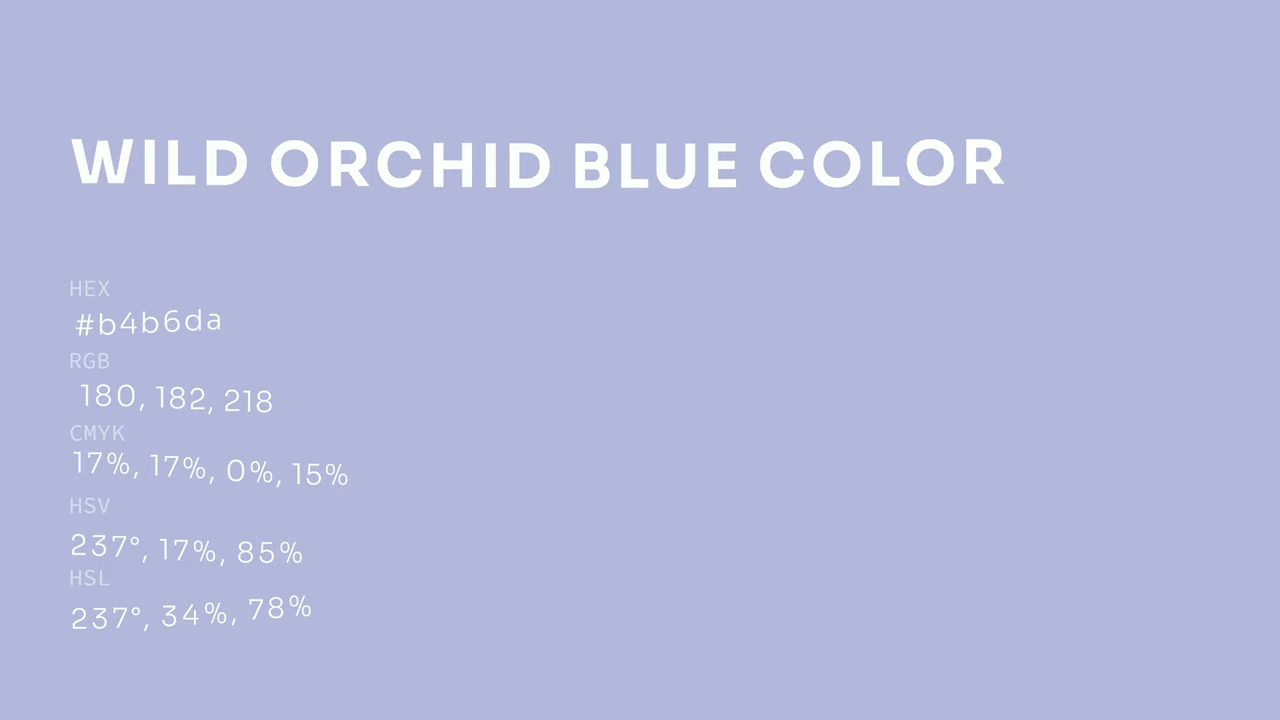 WILD ORCHID BLUE COLOR
HEX
#b4b6da
RGB
180, 182, 218
CMYK
17%, 17%, 0%, 15%
HSV
237°, 17%, 85%
HSL
237°, 34%, 78%